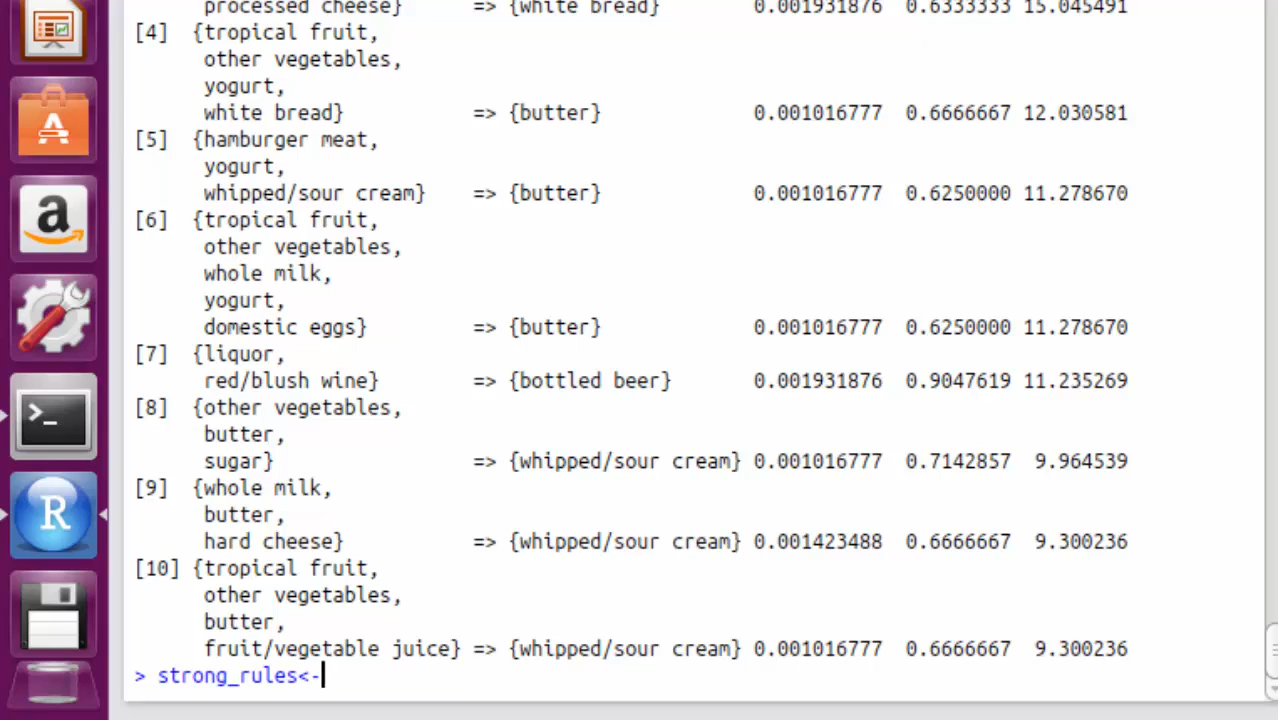 processed cheese} => {white bread} 0.001931876 0.6333333 15.045491
[4] {tropical fruit,
other vegetables,
yogurt,
white bread} => {butter} 0.001016777 0.6666667 12.030581
[5] {hamburger meat,
yogurt,
whipped/sour cream} => {butter} 0.001016777 0.6250000 11.278670
[6] {tropical fruit,
other vegetables,
whole milk,
yogurt,
domestic eggs} => {butter} 0.001016777 0.6250000 11.278670
[7] {liquor,
red/blush wine} => {bottled beer} 0.001931876 0.9047619 11.235269
[8] {other vegetables,
butter,
sugar} => {whipped/sour cream} 0.001016777 0.7142857 9.964539
[9] {whole milk,
butter,
hard cheese} => {whipped/sour cream} 0.001423488 0.6666667 9.300236
[10] {tropical fruit,
other vegetables,
butter,
fruit/vegetable juice} => {whipped/sour cream} 0.001016777 0.6666667 9.300236
> strong_rules<-
A
a
>_
R